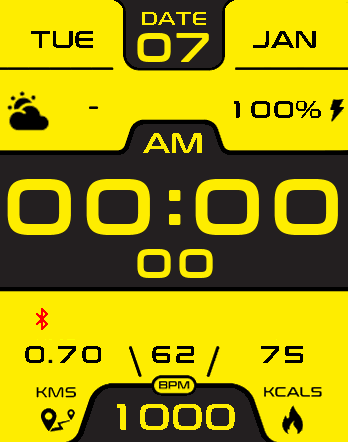 DATE
TUE 07 JAN
- 100%
AM
00:00
00
0.70 \ 62 / 75
KMS BPM KCALS
1000